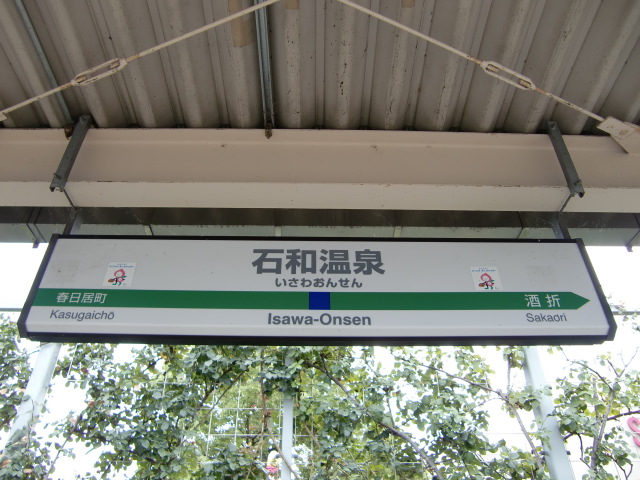 石和温泉
いさわおんせん
春日居町
酒折
Kasugaichō
Isawa-Onsen
Sakaori